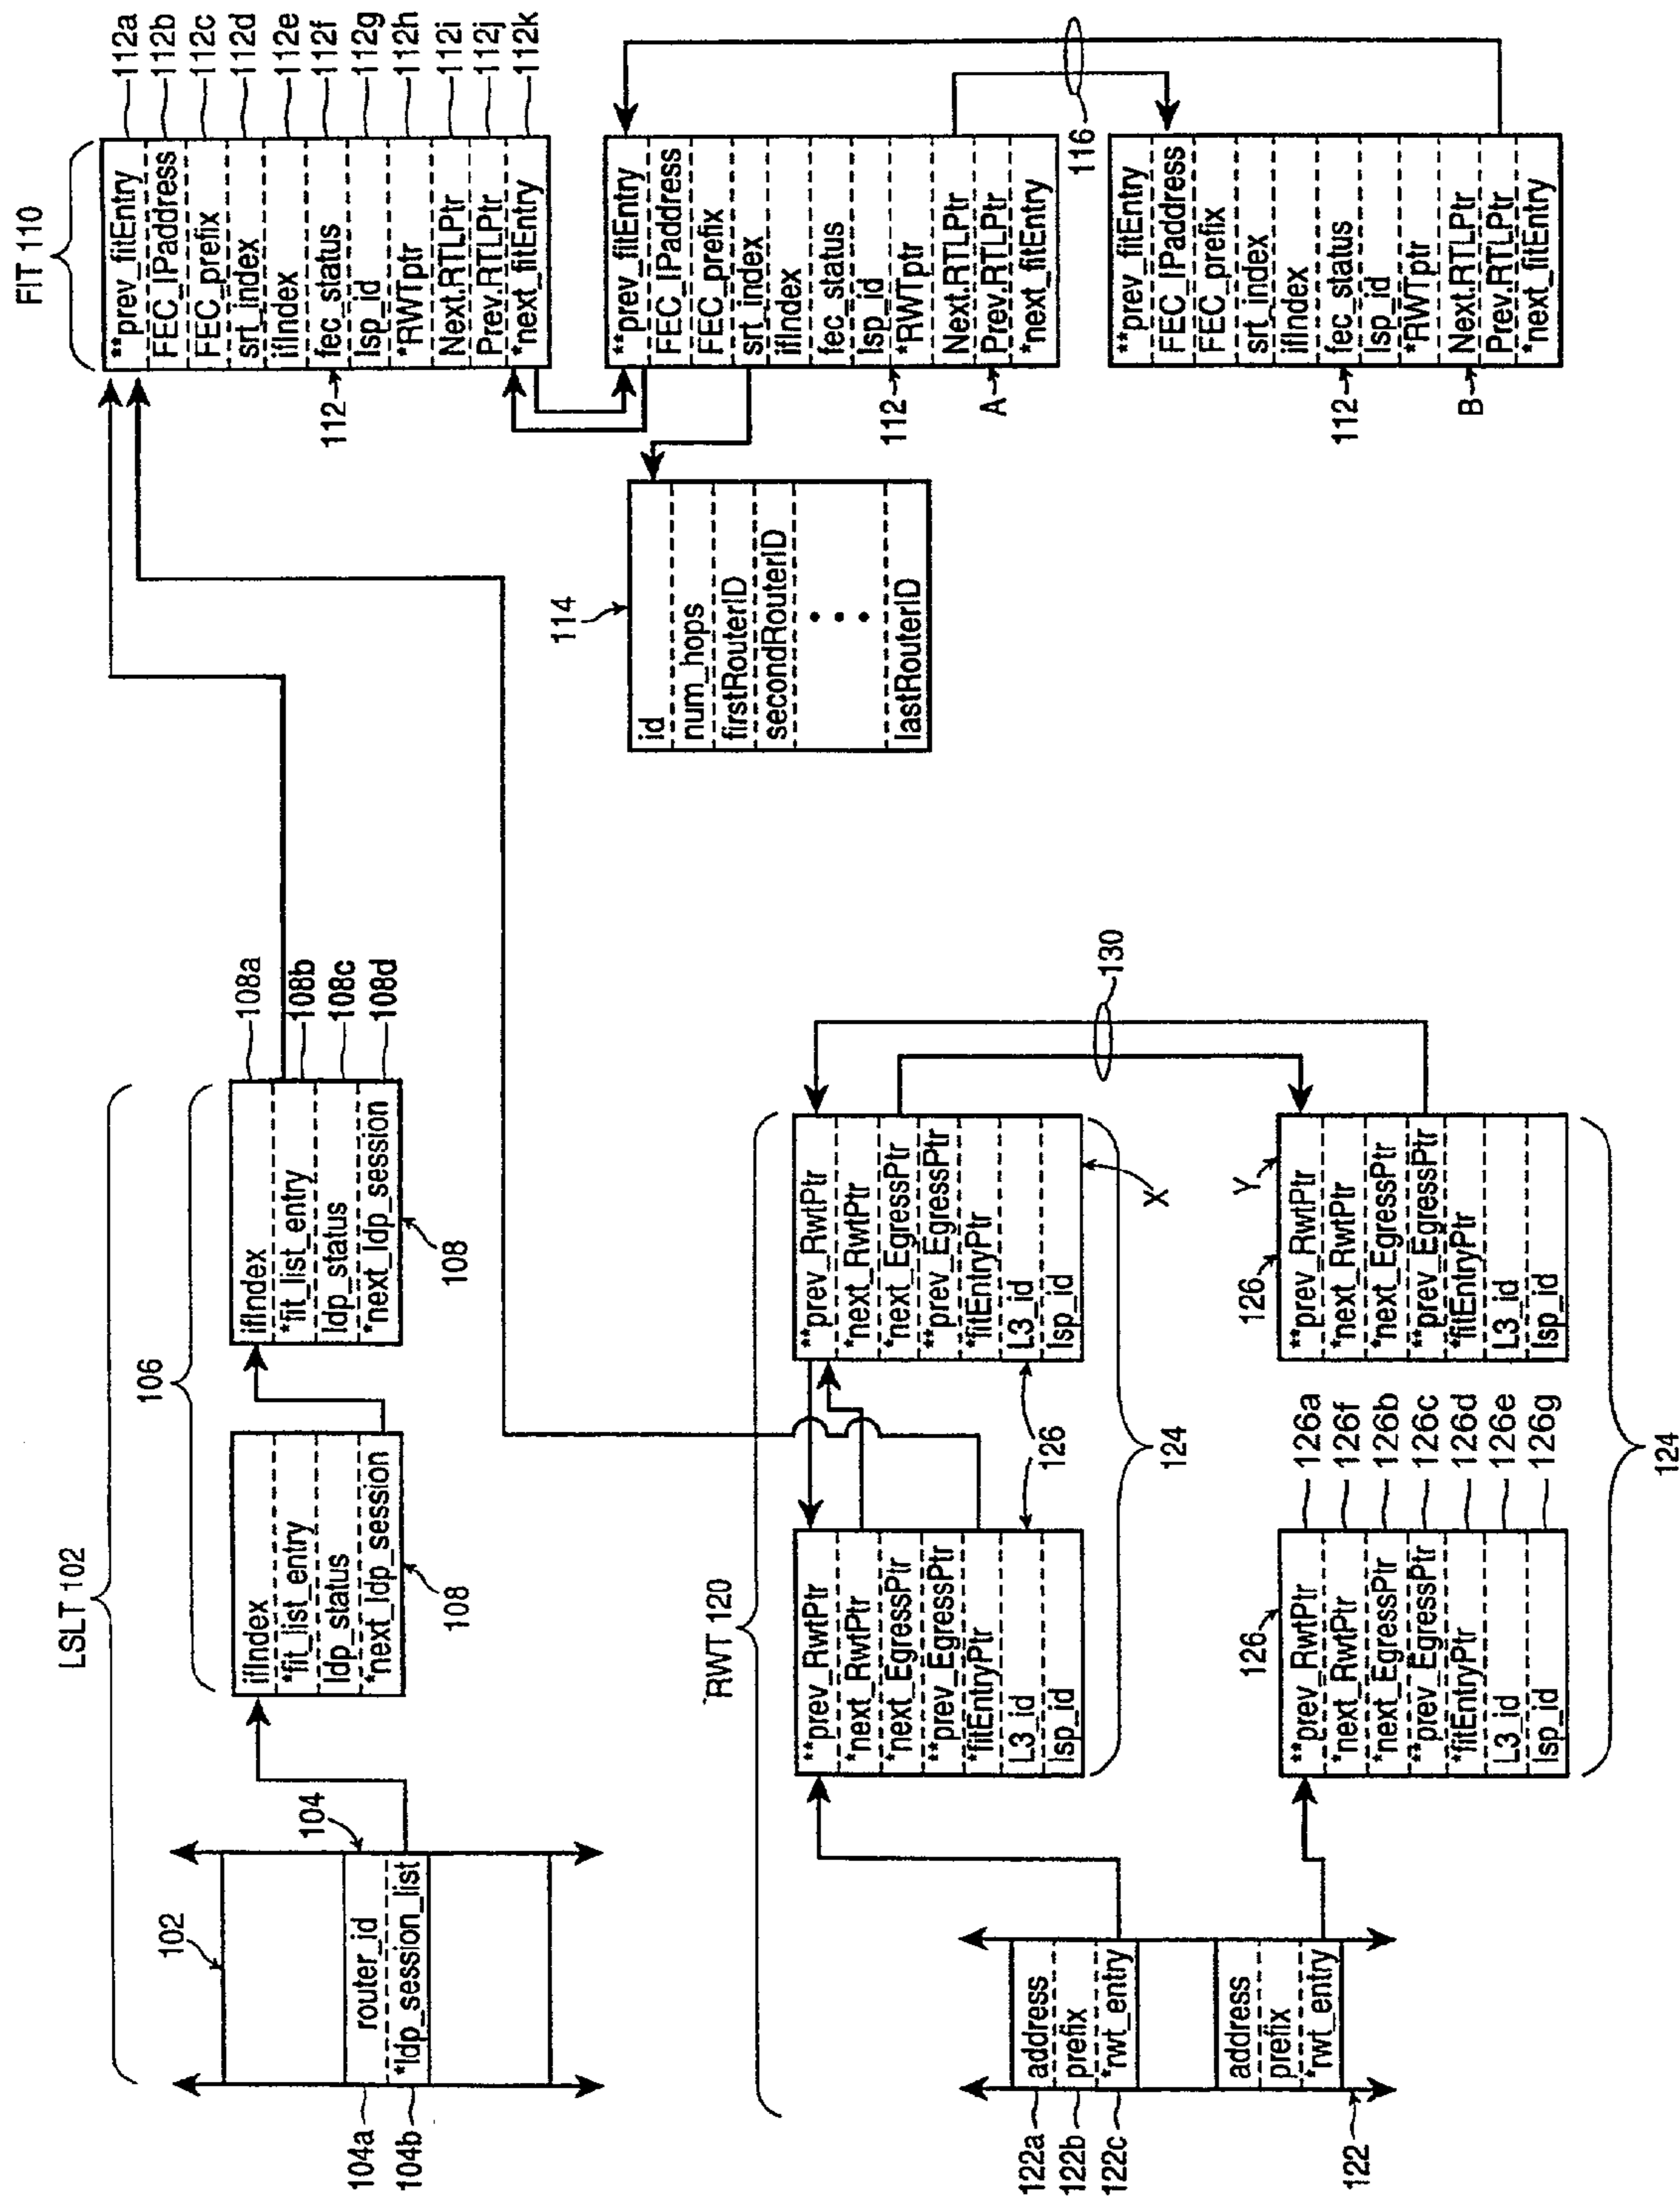 LSLT 102
102
104
router_id
*ldp_session_list
104a
104b
106
ifIndex
*fit_list_entry
ldp_status
*next_ldp_session
108
ifIndex
*fit_list_entry
ldp_status
*next_ldp_session
108
108a
108b
108c
108d
FIT 110
**prev_fitEntry
FEC_IPaddress
FEC_prefix
srt_index
ifIndex
fec_status
lsp_id
*RWTptr
Next.RTLPtr
Prev.RTLPtr
*next_fitEntry
112a
112b
112c
112d
112e
112f
112g
112h
112i
112j
112k
112
114
id
num_hops
firstRouterID
secondRouterID
lastRouterID
**prev_fitEntry
FEC_IPaddress
FEC_prefix
srt_index
ifIndex
fec_status
lsp_id
*RWTptr
Next.RTLPtr
Prev.RTLPtr
*next_fitEntry
112
A
116
**prev_fitEntry
FEC_IPaddress
FEC_prefix
srt_index
ifIndex
fec_status
lsp_id
*RWTptr
Next.RTLPtr
Prev.RTLPtr
*next_fitEntry
112
B
RWT 120
address
prefix
*rwt_entry
address
prefix
*rwt_entry
122a
122b
122c
122
**prev_RwtPtr
*next_RwtPtr
*next_EgressPtr
**prev_EgressPtr
*fitEntryPtr
L3_id
lsp_id
126
**prev_RwtPtr
*next_RwtPtr
*next_EgressPtr
**prev_EgressPtr
*fitEntryPtr
L3_id
lsp_id
X
124
130
126
**prev_RwtPtr
*next_RwtPtr
*next_EgressPtr
**prev_EgressPtr
*fitEntryPtr
L3_id
lsp_id
126a
126f
126b
126c
126d
126e
126g
126
Y
**prev_RwtPtr
*next_RwtPtr
*next_EgressPtr
**prev_EgressPtr
*fitEntryPtr
L3_id
lsp_id
124